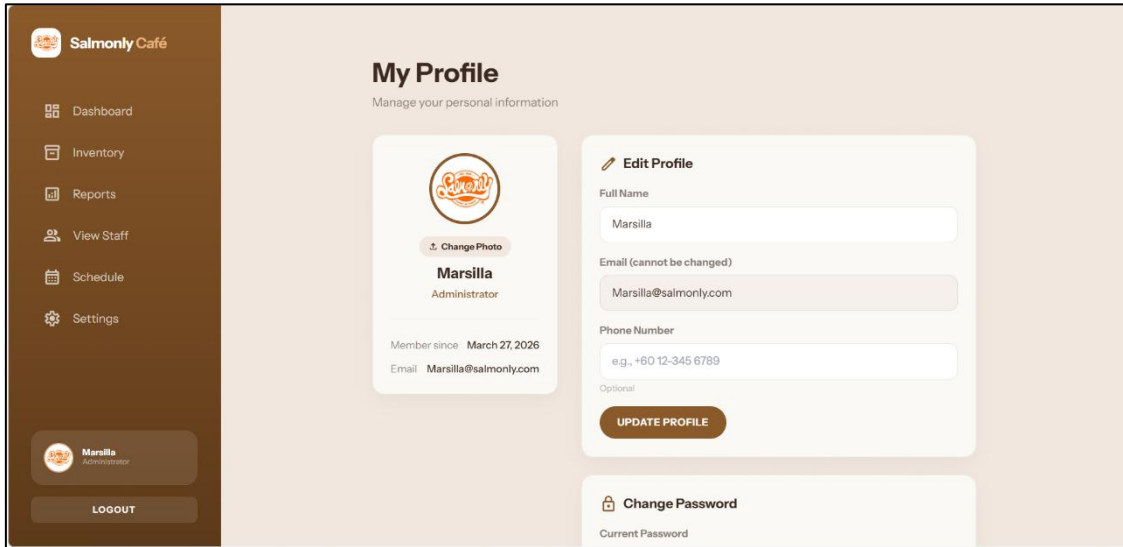 Salmonly Café
Dashboard
Inventory
Reports
View Staff
Schedule
Settings
Marsilla
Administrator
LOGOUT
My Profile
Manage your personal information
Salmonly
Change Photo
Marsilla
Administrator
Member since March 27, 2026
Email Marsilla@salmonly.com
Edit Profile
Full Name
Marsilla
Email (cannot be changed)
Marsilla@salmonly.com
Phone Number
e.g., +60 12-345 6789
Optional
UPDATE PROFILE
Change Password
Current Password